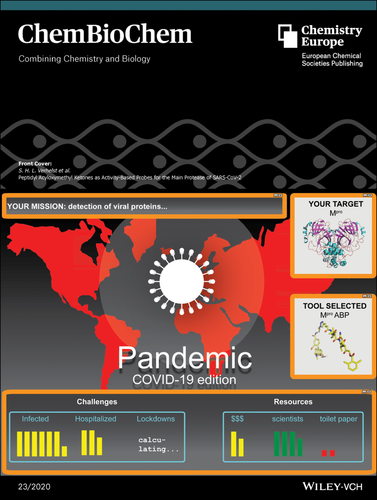 ChemBioChem
Combining Chemistry and Biology
Chemistry
Europe
European Chemical
Societies Publishing
Front Cover:
S. H. L. Verhelst et al.
Peptidyl Acyloxymethyl Ketones as Activity-Based Probes for the Main Protease of SARS-CoV-2
YOUR MISSION: detection of viral proteins...
YOUR TARGET
Mpro
TOOL SELECTED
Mpro ABP
Pandemic
COVID-19 edition
Challenges
Infected Hospitalized Lockdowns
calcu-
lating...
Resources
$$$ scientists toilet paper
23/2020
WILEY-VCH